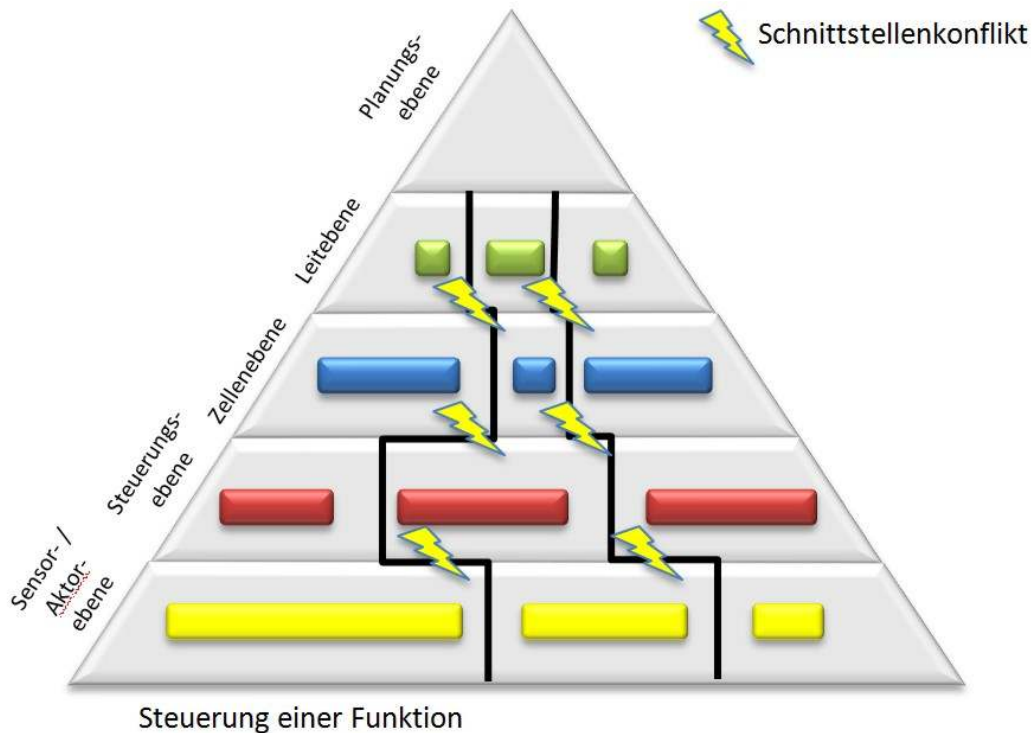 Schnittstellenkonflikt
Planungs-
ebene
Leitebene
Zellenebene
Steuerungs-
ebene
Sensor- /
Aktor-
ebene
Steuerung einer Funktion